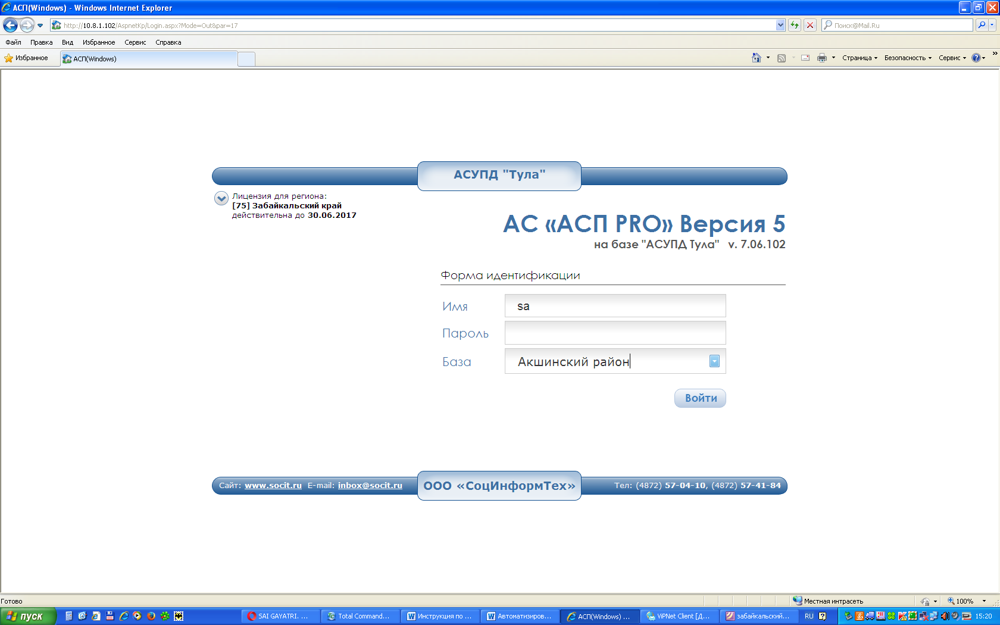 АСП(Windows) - Windows Internet Explorer
http://10.8.1.102/AspnetKp/Login.aspx?Mode=Out&par=17
Поиск@Mail.Ru
Файл Правка Вид Избранное Сервис Справка
Избранное
АСП(Windows)
Страница Безопасность Сервис
АСУПД "Тула"
Лицензия для региона:
[75] Забайкальский край
действительна до 30.06.2017
АС «АСП PRO» Версия 5
на базе "АСУПД Тула" v. 7.06.102
Форма идентификации
Имя sa
Пароль
База Акшинский район
Войти
Сайт: www.socit.ru E-mail: inbox@socit.ru
ООО «СоцИнформТех»
Тел: (4872) 57-04-10, (4872) 57-41-84
Готово
Местная интрасеть
100%
пуск
SAI GAYATRI. ...
Total Command...
Инструкция по ...
Автоматизиров...
АСП(Windows) ...
ViPNet Client [Д...
забайкальский...
RU
15:20